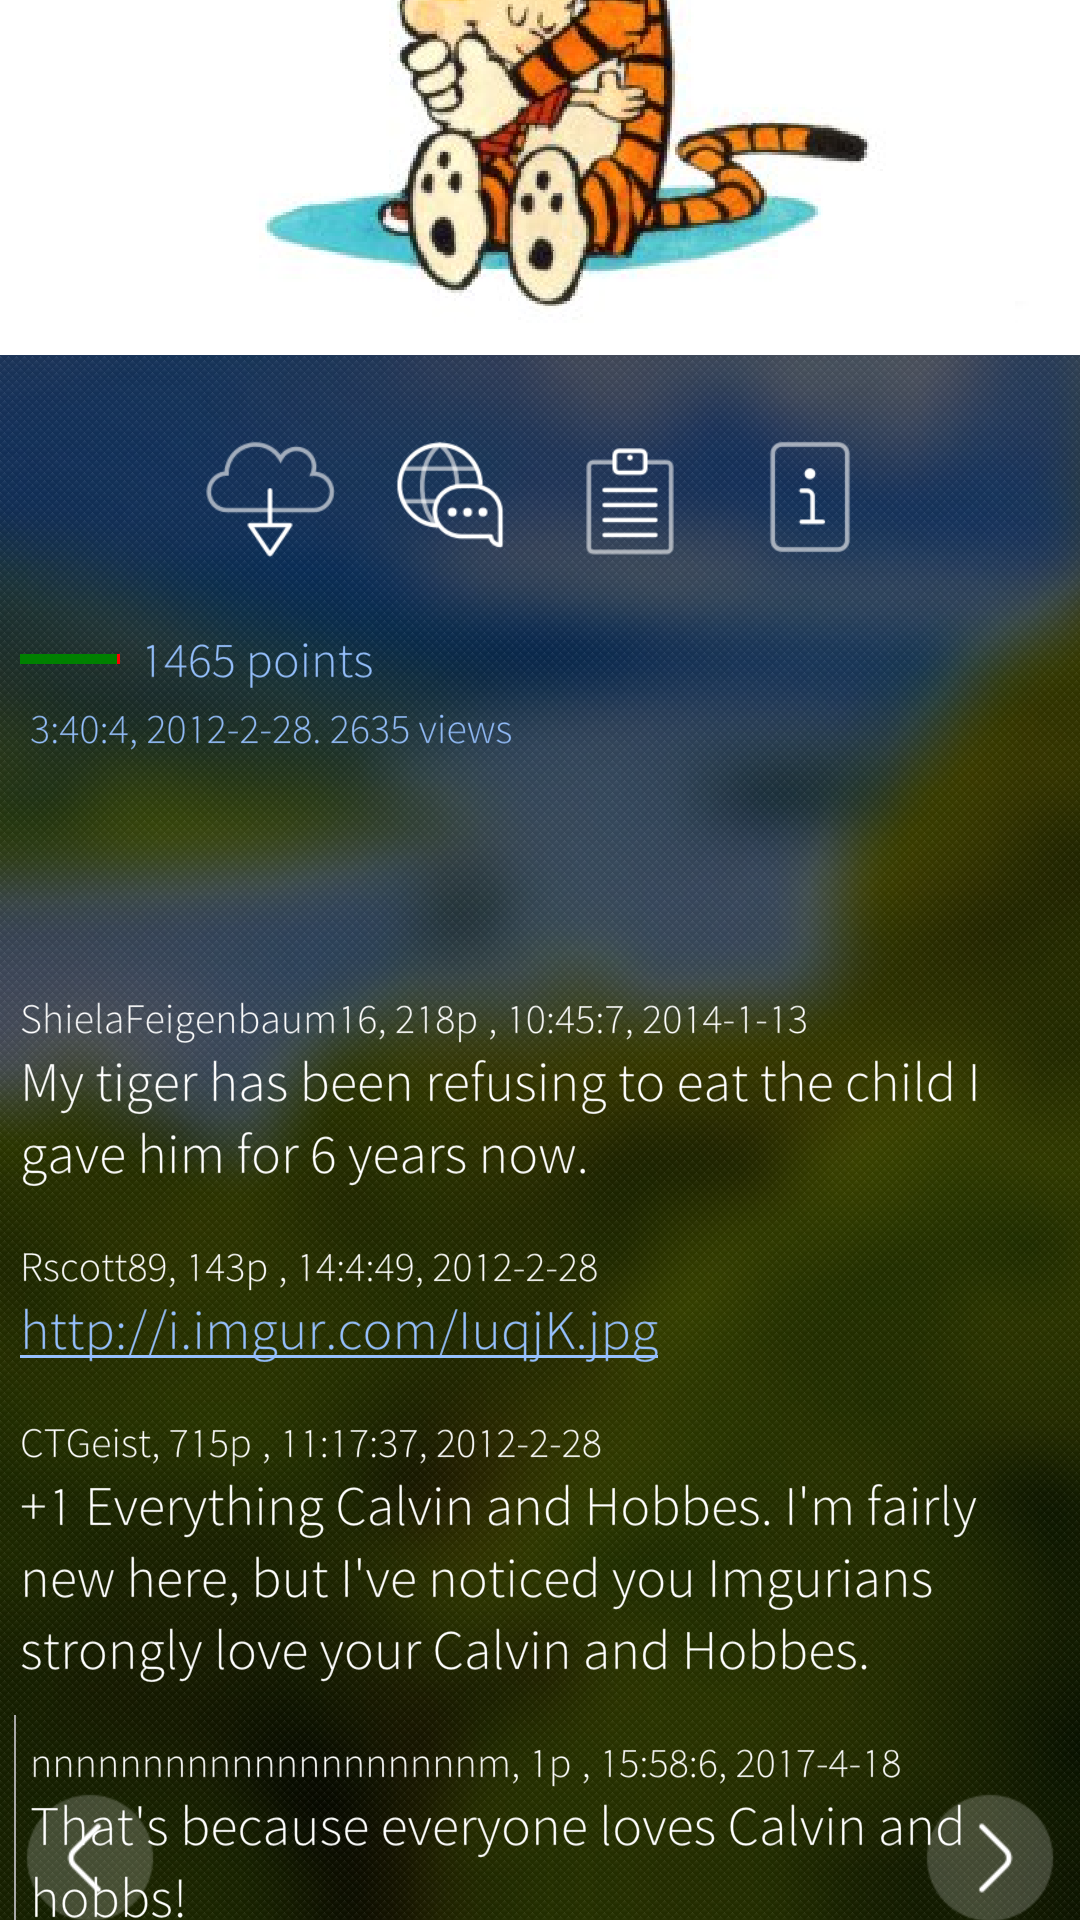 1465 points
3:40:4, 2012-2-28. 2635 views
ShielaFeigenbaum16, 218p , 10:45:7, 2014-1-13
My tiger has been refusing to eat the child I
gave him for 6 years now.
Rscott89, 143p , 14:4:49, 2012-2-28
http://i.imgur.com/IuqjK.jpg
CTGeist, 715p , 11:17:37, 2012-2-28
+1 Everything Calvin and Hobbes. I'm fairly
new here, but I've noticed you Imgurians
strongly love your Calvin and Hobbes.
nnnnnnnnnnnnnnnnnnnnm, 1p , 15:58:6, 2017-4-18
That's because everyone loves Calvin and
hobbs!